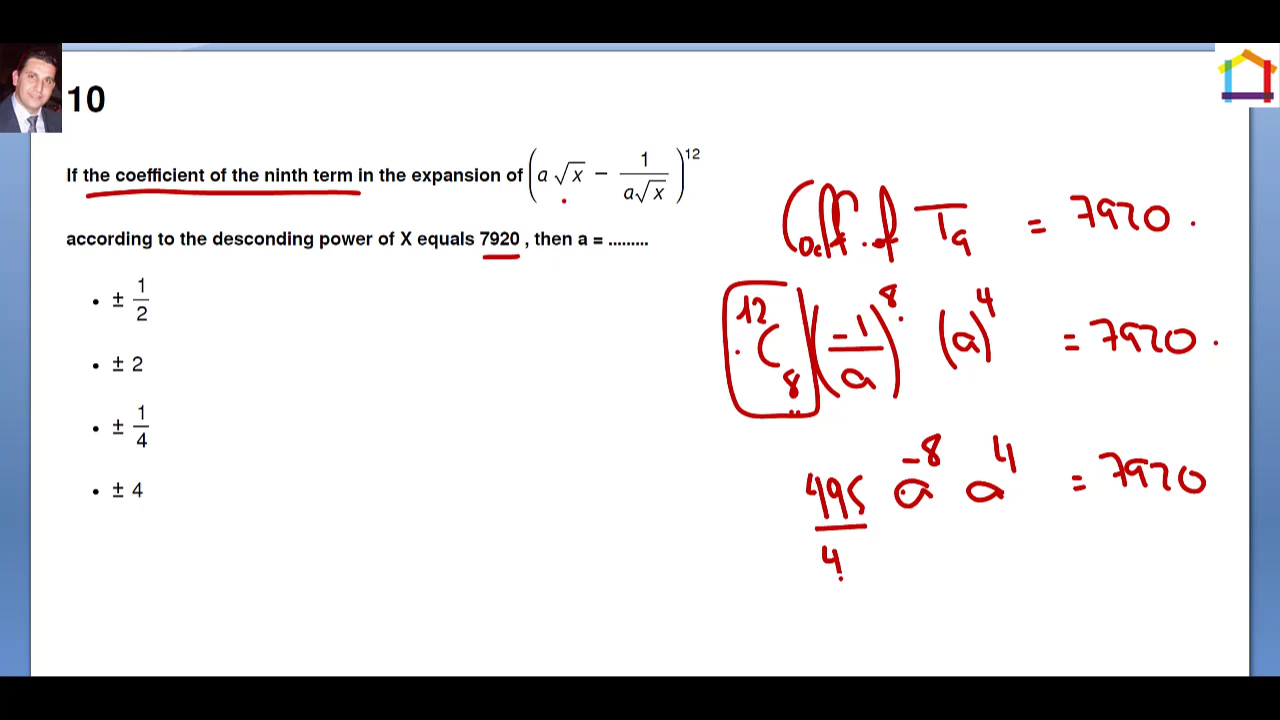 10
If the coefficient of the ninth term in the expansion of (a √x − 1/(a√x))^12
according to the desconding power of X equals 7920 , then a = .........
• ± 1/2
• ± 2
• ± 1/4
• ± 4
Coeff. of T9 = 7920.
12C8 (-1/a)^8 (a)^4 = 7920.
495 a^-8 a^4 = 7920
4